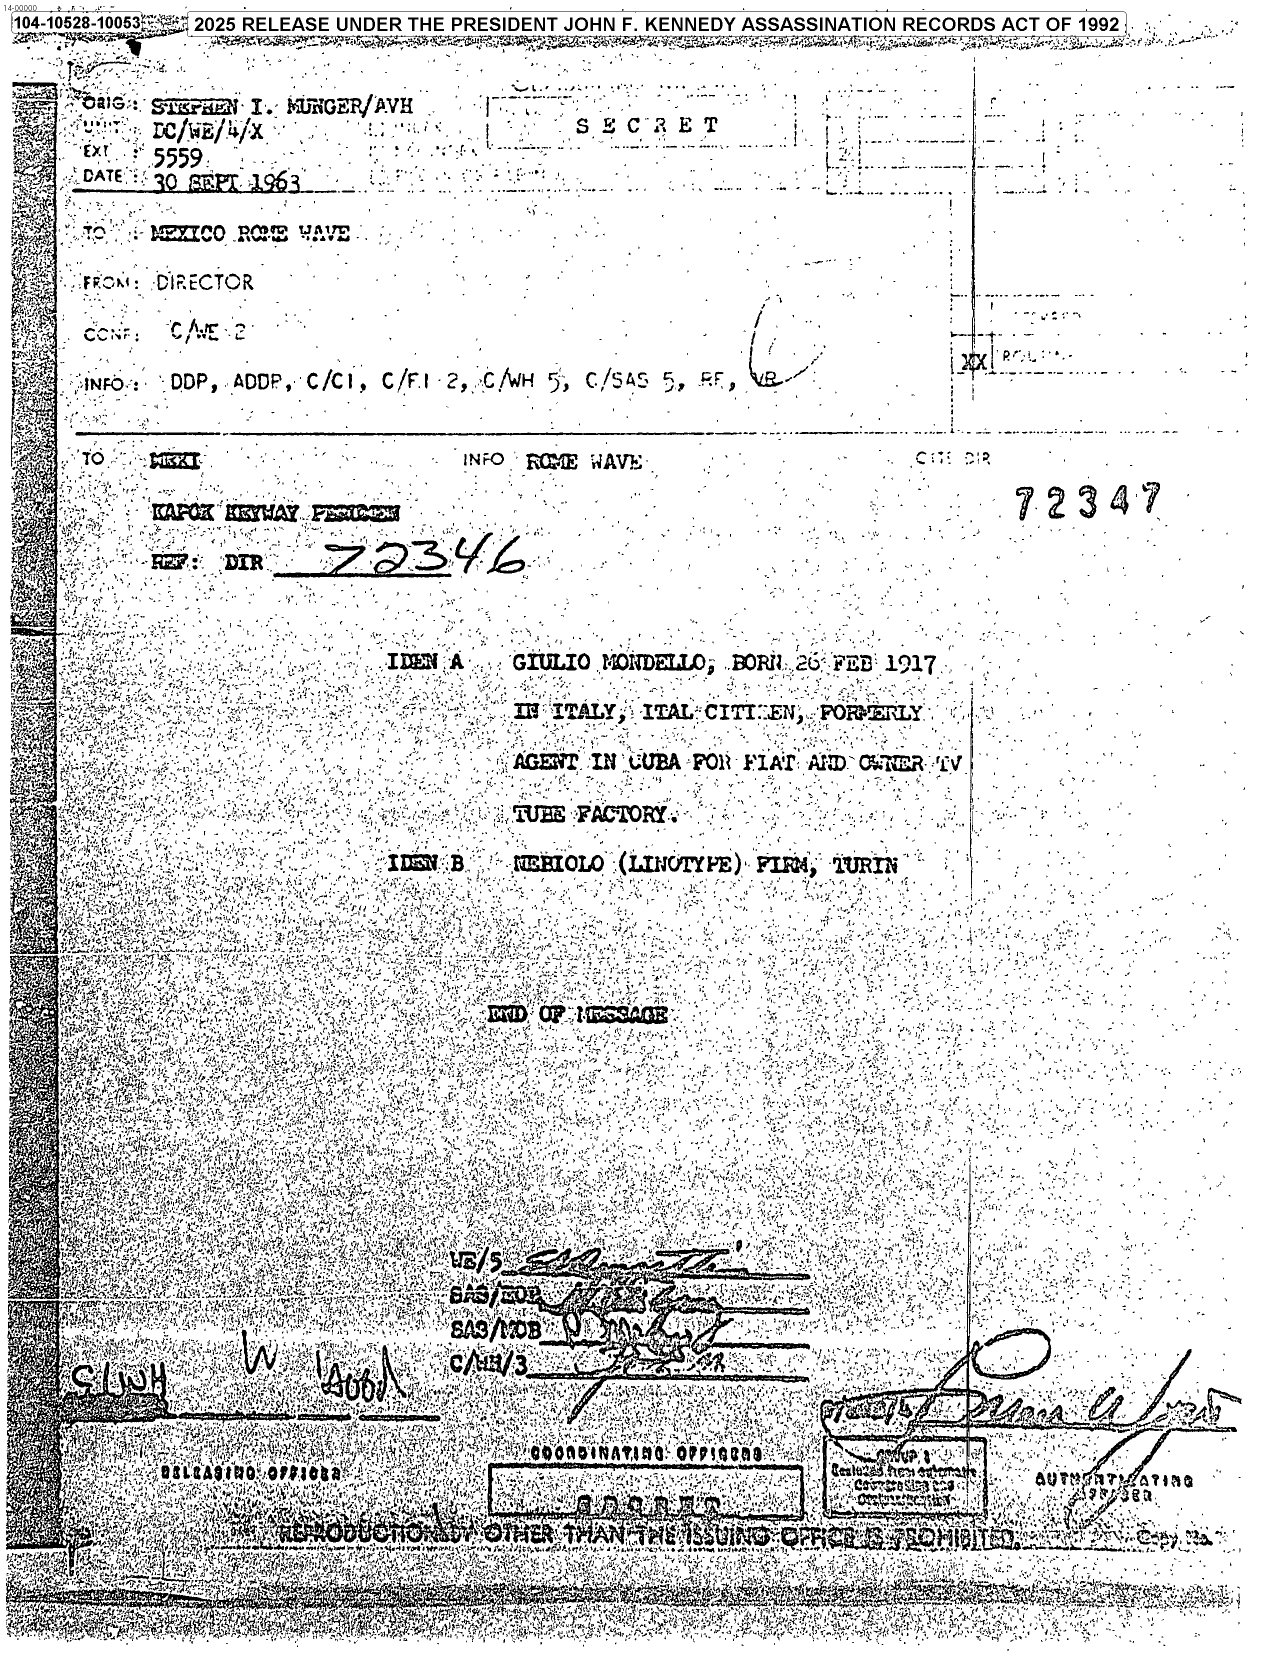 14-00000
104-10528-10053
2025 RELEASE UNDER THE PRESIDENT JOHN F. KENNEDY ASSASSINATION RECORDS ACT OF 1992
ORIG : STEPHEN I. MUNGER/AVH
UNIT : DC/WE/4/X
EXT : 5559
DATE : 30 SEPT 1963
SECRET
TO : MEXICO ROME WAVE
FROM: DIRECTOR
CONF: C/WE 2
INFO : DDP, ADDP, C/CI, C/FI 2, C/WH 5, C/SAS 5, RF, VR
XX ROUTINE
TO MEXI INFO ROME WAVE CITE DIR
72347
KAPOK KEYWAY PERUMEN
REF: DIR 72346
IDEN A GIULIO MONDELLO, BORN 26 FEB 1917
IN ITALY, ITAL CITIZEN, FORMERLY
AGENT IN CUBA FOR FIAT AND OWNER TV
TUBE FACTORY.
IDEN B NEBIOLO (LINOTYPE) FIRM, TURIN
END OF MESSAGE
WE/5
SAS/EOB
SAS/MOB
C/WH/3
C/WH W Hood
RELEASING OFFICER
COORDINATING OFFICERS
SECRET
GROUP 1
Excluded from automatic
downgrading and
declassification
AUTHENTICATING
OFFICER
REPRODUCTION BY OTHER THAN THE ISSUING OFFICE IS PROHIBITED.
Copy No.